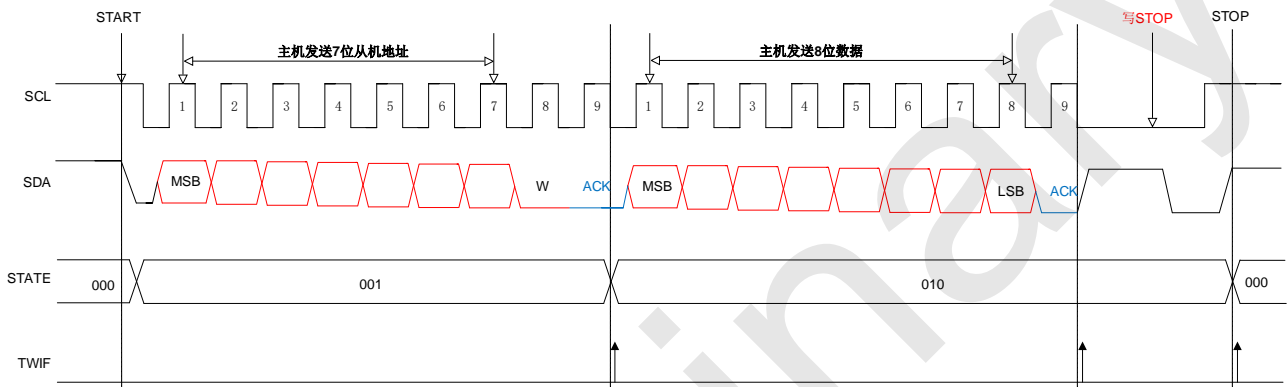 START 写STOP STOP
主机发送7位从机地址 主机发送8位数据
SCL 1 2 3 4 5 6 7 8 9 1 2 3 4 5 6 7 8 9
SDA MSB W ACK MSB LSB ACK
STATE 000 001 010 000
TWIF
inary